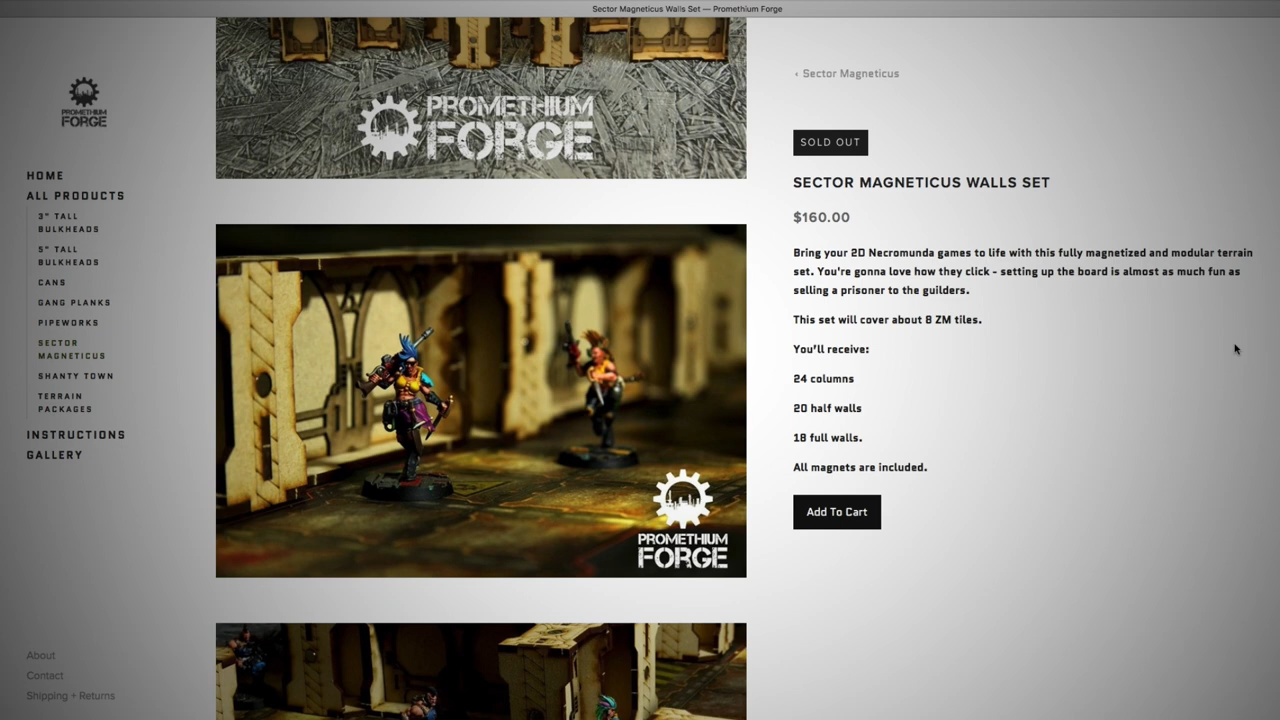 Sector Magneticus Walls Set — Promethium Forge
PROMETHIUM
FORGE
HOME
ALL PRODUCTS
3" TALL
BULKHEADS
5" TALL
BULKHEADS
CANS
GANG PLANKS
PIPEWORKS
SECTOR
MAGNETICUS
SHANTY TOWN
TERRAIN
PACKAGES
INSTRUCTIONS
GALLERY
About
Contact
Shipping + Returns
PROMETHIUM
FORGE
PROMETHIUM
FORGE
‹ Sector Magneticus
SOLD OUT
SECTOR MAGNETICUS WALLS SET
$160.00
Bring your 2D Necromunda games to life with this fully magnetized and modular terrain
set. You're gonna love how they click - setting up the board is almost as much fun as
selling a prisoner to the guilders.
This set will cover about 8 ZM tiles.
You'll receive:
24 columns
20 half walls
18 full walls.
All magnets are included.
Add To Cart